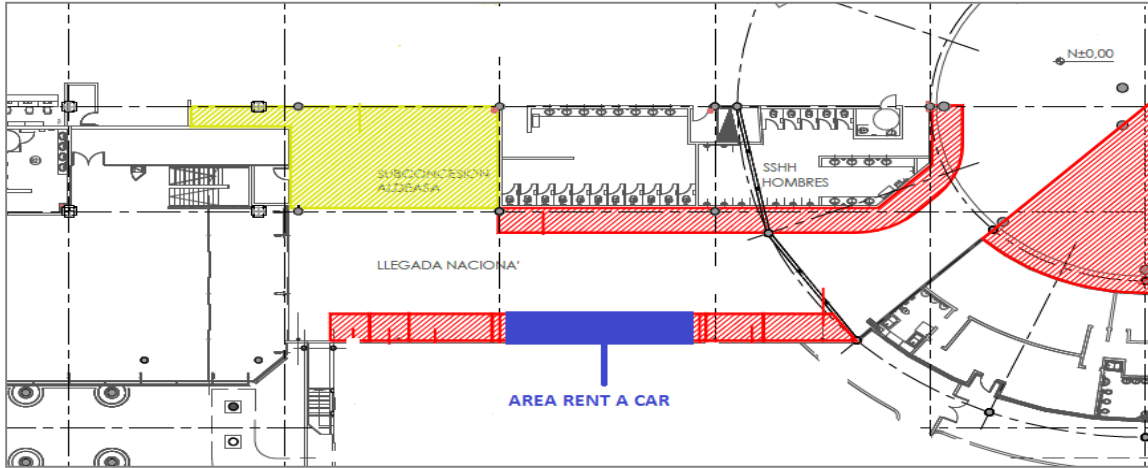 N±0,00
SUBCONCESION
ALDEASA
SSHH
HOMBRES
LLEGADA NACIONA'
AREA RENT A CAR